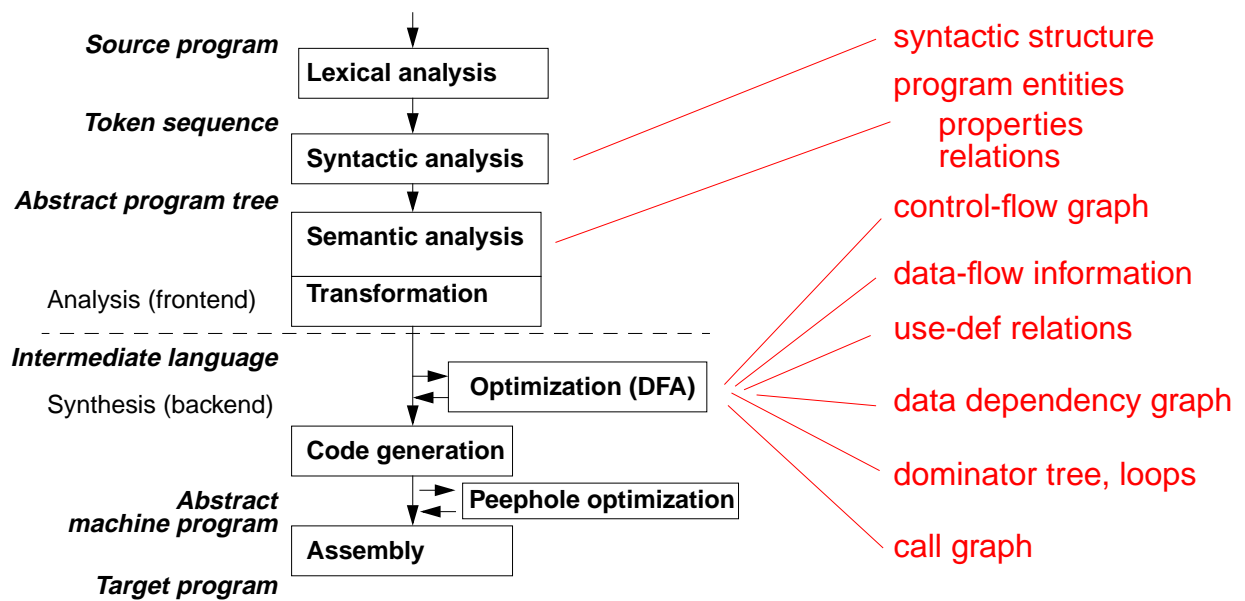 Source program
Lexical analysis
Token sequence
Syntactic analysis
Abstract program tree
Semantic analysis
Transformation
Analysis (frontend)
Intermediate language
Optimization (DFA)
Synthesis (backend)
Code generation
Abstract
machine program
Peephole optimization
Assembly
Target program
syntactic structure
program entities
properties
relations
control-flow graph
data-flow information
use-def relations
data dependency graph
dominator tree, loops
call graph